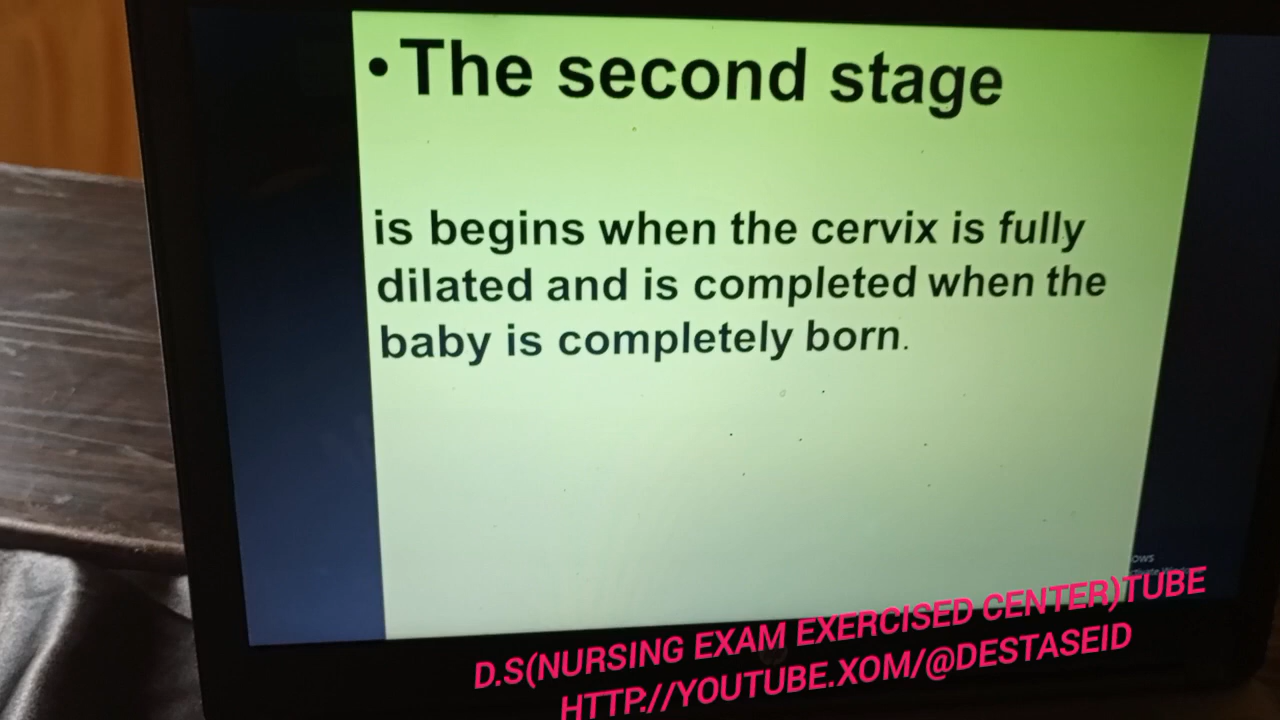 • The second stage
is begins when the cervix is fully
dilated and is completed when the
baby is completely born.
D.S(NURSING EXAM EXERCISED CENTER)TUBE
HTTP://YOUTUBE.XOM/@DESTASEID